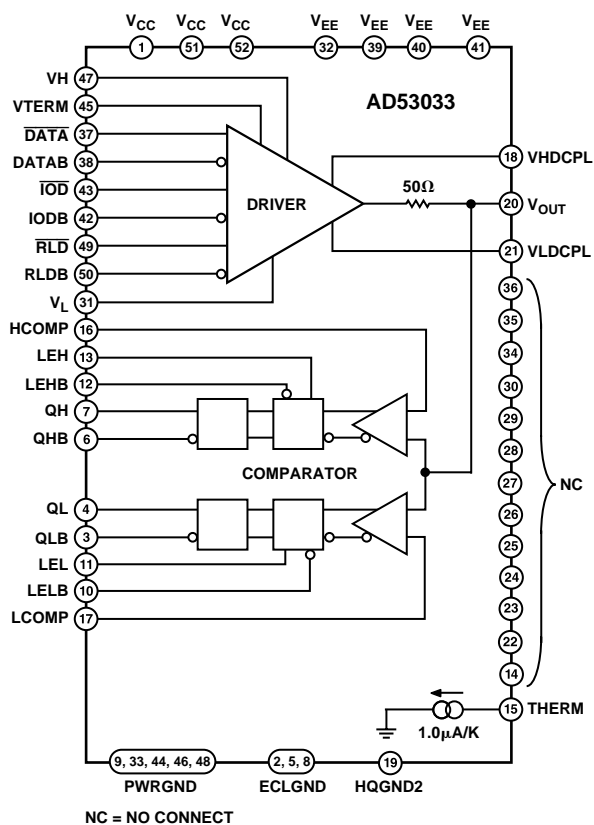 VCC VCC VCC VEE VEE VEE VEE
1 51 52 32 39 40 41
AD53033
VH 47
VTERM 45
DATA 37
DATAB 38
IOD 43
IODB 42
RLD 49
RLDB 50
VL 31
HCOMP 16
LEH 13
LEHB 12
QH 7
QHB 6
QL 4
QLB 3
LEL 11
LELB 10
LCOMP 17
DRIVER
50Ω
COMPARATOR
18 VHDCPL
20 VOUT
21 VLDCPL
36
35
34
30
29
28
27
26
25
24
23
22
14
NC
15 THERM
1.0μA/K
9, 33, 44, 46, 48
PWRGND
2, 5, 8
ECLGND
19
HQGND2
NC = NO CONNECT